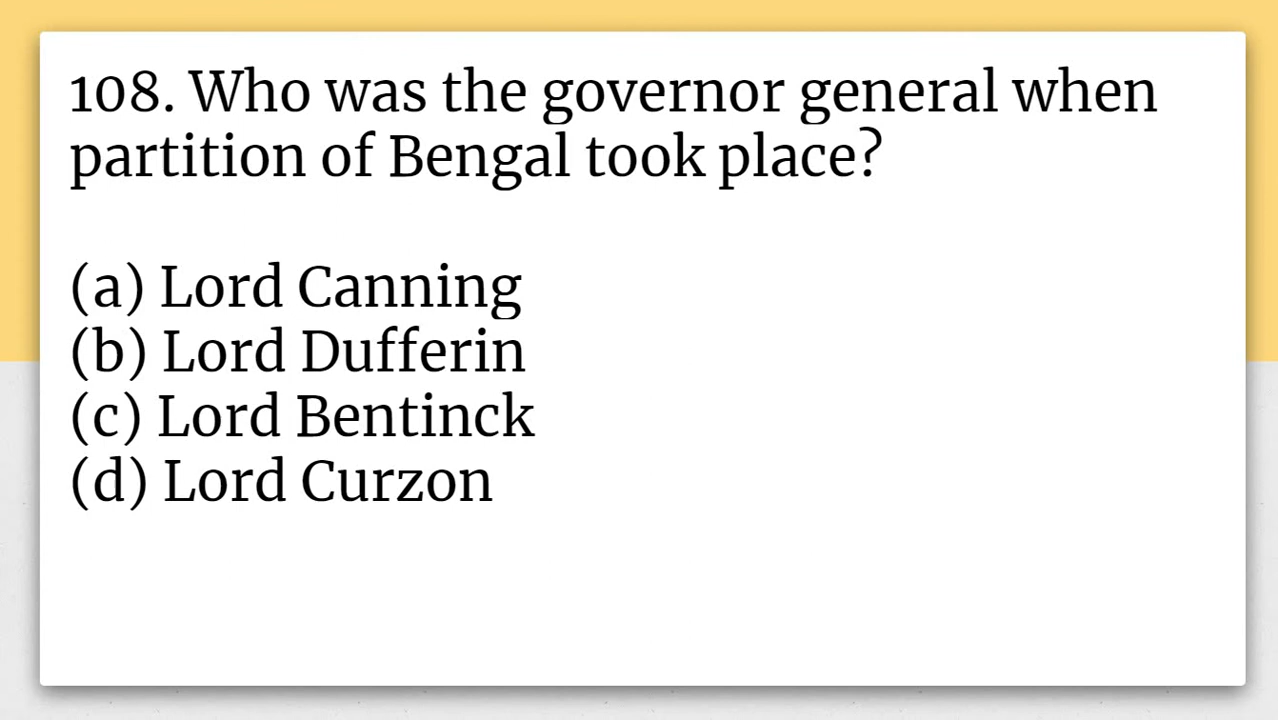 108. Who was the governor general when
partition of Bengal took place?
(a) Lord Canning
(b) Lord Dufferin
(c) Lord Bentinck
(d) Lord Curzon